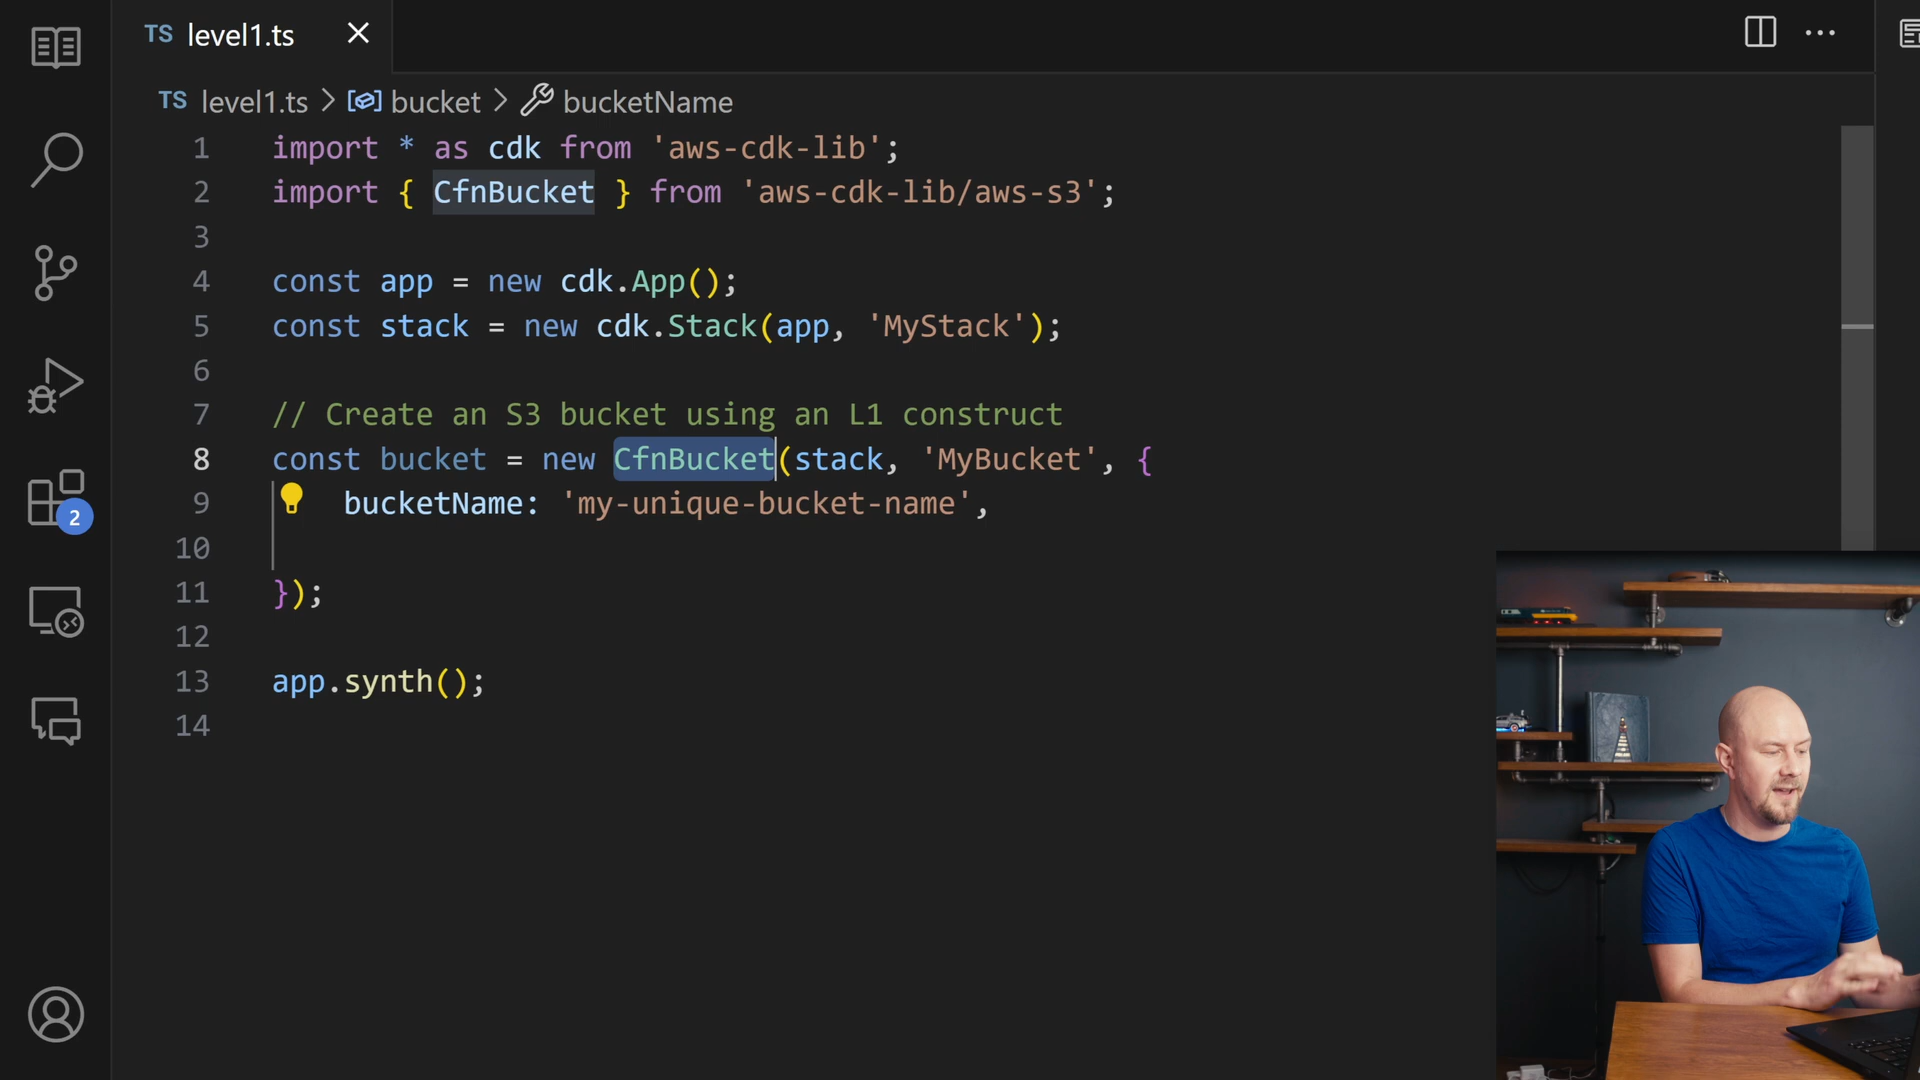 TS level1.ts
TS level1.ts > bucket > bucketName
1 import * as cdk from 'aws-cdk-lib';
2 import { CfnBucket } from 'aws-cdk-lib/aws-s3';
3
4 const app = new cdk.App();
5 const stack = new cdk.Stack(app, 'MyStack');
6
7 // Create an S3 bucket using an L1 construct
8 const bucket = new CfnBucket(stack, 'MyBucket', {
9 bucketName: 'my-unique-bucket-name',
10
11 });
12
13 app.synth();
14
2